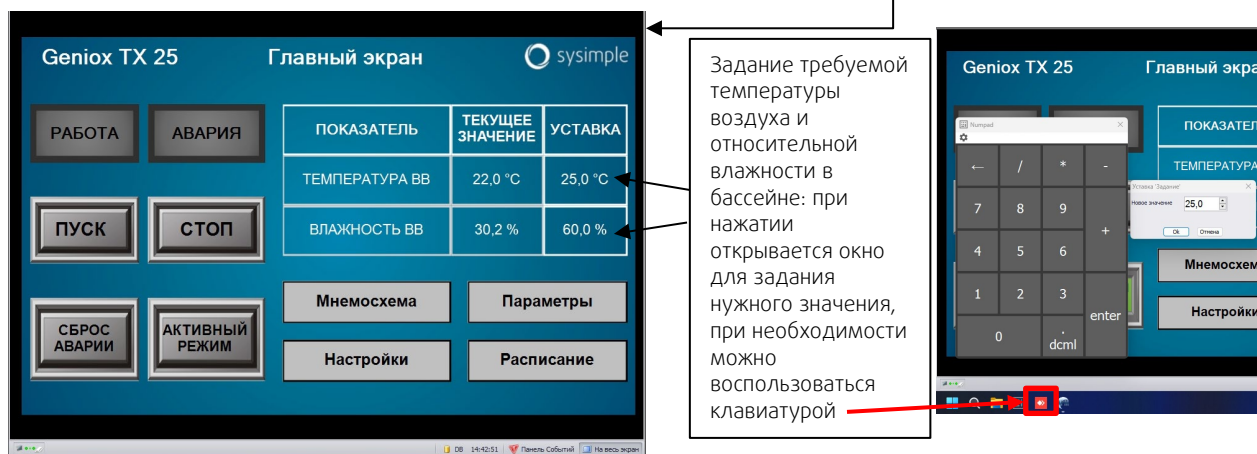 Geniox TX 25 Главный экран sysimple
РАБОТА АВАРИЯ
ПОКАЗАТЕЛЬ ТЕКУЩЕЕ ЗНАЧЕНИЕ УСТАВКА
ТЕМПЕРАТУРА ВВ 22,0 °C 25,0 °C
ПУСК СТОП
ВЛАЖНОСТЬ ВВ 30,2 % 60,0 %
Мнемосхема Параметры
СБРОС АВАРИИ АКТИВНЫЙ РЕЖИМ
Настройки Расписание
DB 14:42:51 Панель Событий На весь экран
Задание требуемой
температуры
воздуха и
относительной
влажности в
бассейне: при
нажатии
открывается окно
для задания
нужного значения,
при необходимости
можно
воспользоваться
клавиатурой
Geniox TX 25 Главный экра
Numpad
ПОКАЗАТЕЛ
ТЕМПЕРАТУРА
← / * -
7 8 9 +
4 5 6
1 2 3 enter
0 . dcml
Уставка 'Задание'
Новое значение 25,0
Ok Отмена
Мнемосхем
Настройки